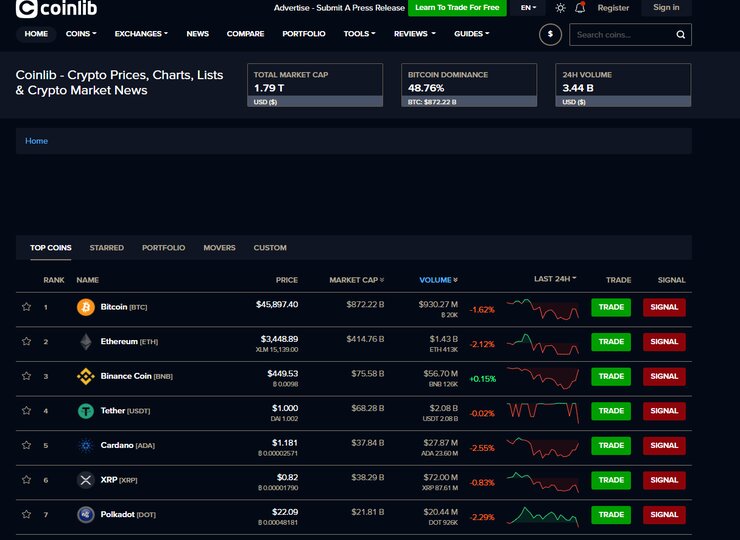 coinlib
Advertise - Submit A Press Release
Learn To Trade For Free
EN
Register
Sign in
HOME COINS EXCHANGES NEWS COMPARE PORTFOLIO TOOLS REVIEWS GUIDES
$
Search coins...
Coinlib - Crypto Prices, Charts, Lists
& Crypto Market News
TOTAL MARKET CAP
1.79 T
USD ($)
BITCOIN DOMINANCE
48.76%
BTC: $872.22 B
24H VOLUME
3.44 B
USD ($)
Home
TOP COINS STARRED PORTFOLIO MOVERS CUSTOM
RANK NAME PRICE MARKET CAP VOLUME LAST 24H TRADE SIGNAL
1 Bitcoin [BTC] $45,897.40 $872.22 B $930.27 M -1.62% TRADE SIGNAL
Ƀ 20K
2 Ethereum [ETH] $3,448.89 $414.76 B $1.43 B -2.12% TRADE SIGNAL
XLM 15,139.00 ETH 413K
3 Binance Coin [BNB] $449.53 $75.58 B $56.70 M +0.15% TRADE SIGNAL
Ƀ 0.0098 BNB 126K
4 Tether [USDT] $1.000 $68.28 B $2.08 B -0.02% TRADE SIGNAL
DAI 1.002 USDT 2.08 B
5 Cardano [ADA] $1.181 $37.84 B $27.87 M -2.55% TRADE SIGNAL
Ƀ 0.00002571 ADA 23.60 M
6 XRP [XRP] $0.82 $38.29 B $72.00 M -0.83% TRADE SIGNAL
Ƀ 0.00001790 XRP 87.61 M
7 Polkadot [DOT] $22.09 $21.81 B $20.44 M -2.29% TRADE SIGNAL
Ƀ 0.00048181 DOT 926K